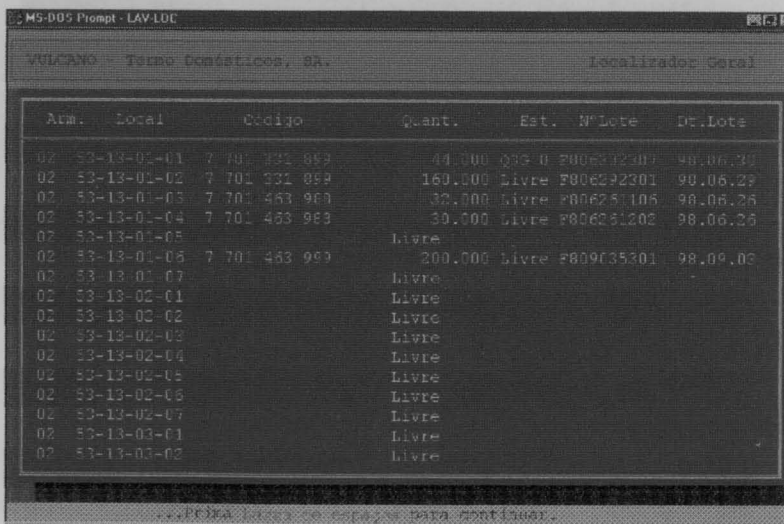 MS-DOS Prompt - LAV-LOC
VULCANO - Termo Domésticos, SA. Localizador Geral
Arm. Local Código Quant. Est. NºLote Dt.Lote
02 53-13-01-01 7 701 331 899 44.000 98.06.30
02 53-13-01-02 7 701 331 899 160.000 Livre F806292301 98.06.29
02 53-13-01-03 7 701 463 983 32.000 Livre F806261106 98.06.26
02 53-13-01-04 7 701 463 983 30.000 Livre F806261202 98.06.26
02 53-13-01-05 Livre
02 53-13-01-06 7 701 463 999 200.000 Livre F809035301 98.09.03
02 53-13-01-07 Livre
02 53-13-02-01 Livre
02 53-13-02-02 Livre
02 53-13-02-03 Livre
02 53-13-02-04 Livre
02 53-13-02-05 Livre
02 53-13-02-06 Livre
02 53-13-02-07 Livre
02 53-13-03-01 Livre
02 53-13-03-02 Livre
...Prima barra de espaços para continuar.